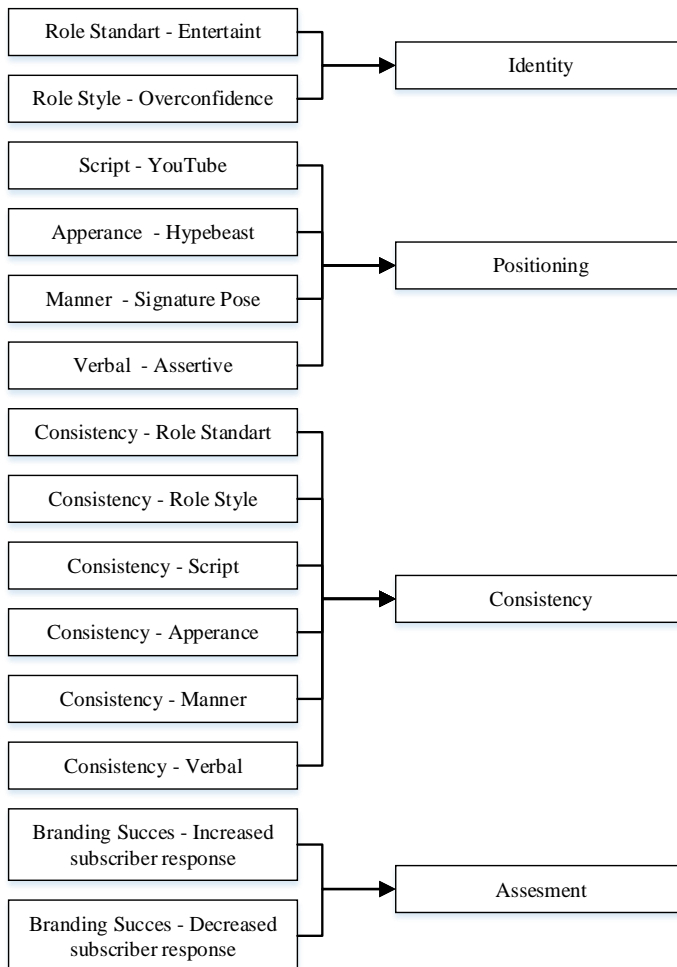 Role Standart - Entertaint
Role Style - Overconfidence
Identity
Script - YouTube
Apperance - Hypebeast
Manner - Signature Pose
Verbal - Assertive
Positioning
Consistency - Role Standart
Consistency - Role Style
Consistency - Script
Consistency - Apperance
Consistency - Manner
Consistency - Verbal
Consistency
Branding Succes - Increased
subscriber response
Branding Succes - Decreased
subscriber response
Assesment